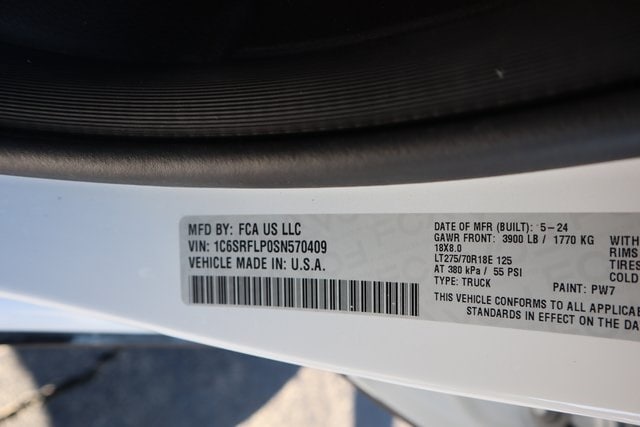 MFD BY: FCA US LLC
VIN: 1C6SRFLP0SN570409
VEHICLE MADE IN: U.S.A.
DATE OF MFR (BUILT): 5-24
GAWR FRONT: 3900 LB / 1770 KG WITH
18X8.0 RIMS
LT275/70R18E 125 TIRES
AT 380 kPa / 55 PSI COLD
TYPE: TRUCK PAINT: PW7
THIS VEHICLE CONFORMS TO ALL APPLICAB
STANDARDS IN EFFECT ON THE DA